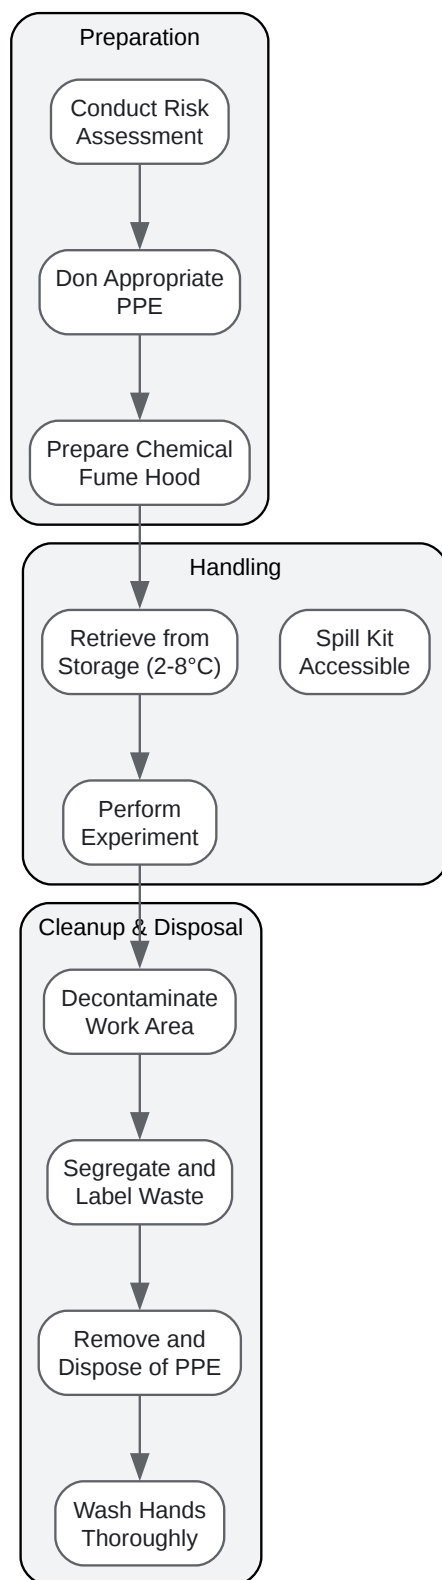 Preparation
Conduct Risk
Assessment
Don Appropriate
PPE
Prepare Chemical
Fume Hood
Handling
Retrieve from
Storage (2-8°C)
Spill Kit
Accessible
Perform
Experiment
Cleanup & Disposal
Decontaminate
Work Area
Segregate and
Label Waste
Remove and
Dispose of PPE
Wash Hands
Thoroughly